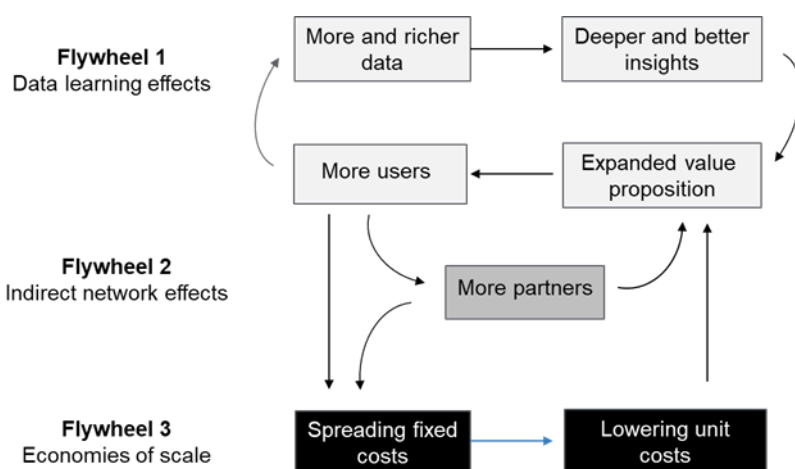 Flywheel 1
Data learning effects
More and richer
data
Deeper and better
insights
More users
Expanded value
proposition
Flywheel 2
Indirect network effects
More partners
Flywheel 3
Economies of scale
Spreading fixed
costs
Lowering unit
costs